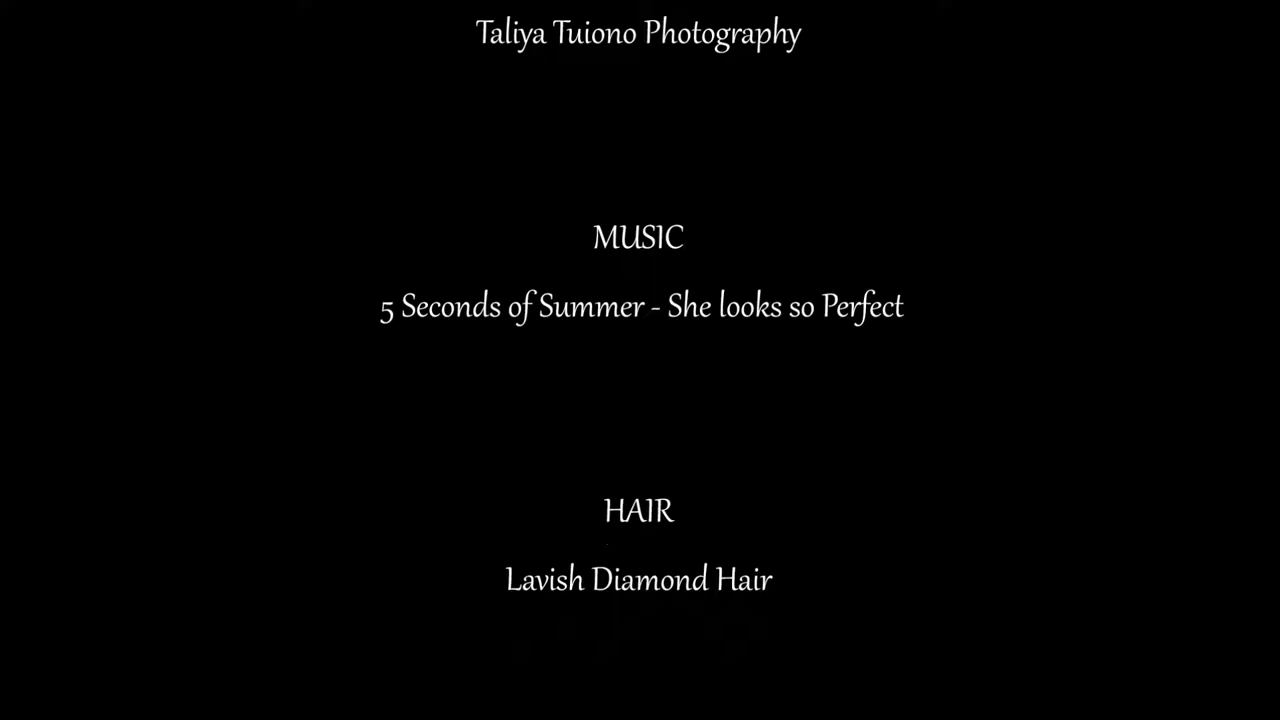 Taliya Tuiono Photography
MUSIC
5 Seconds of Summer - She looks so Perfect
HAIR
Lavish Diamond Hair